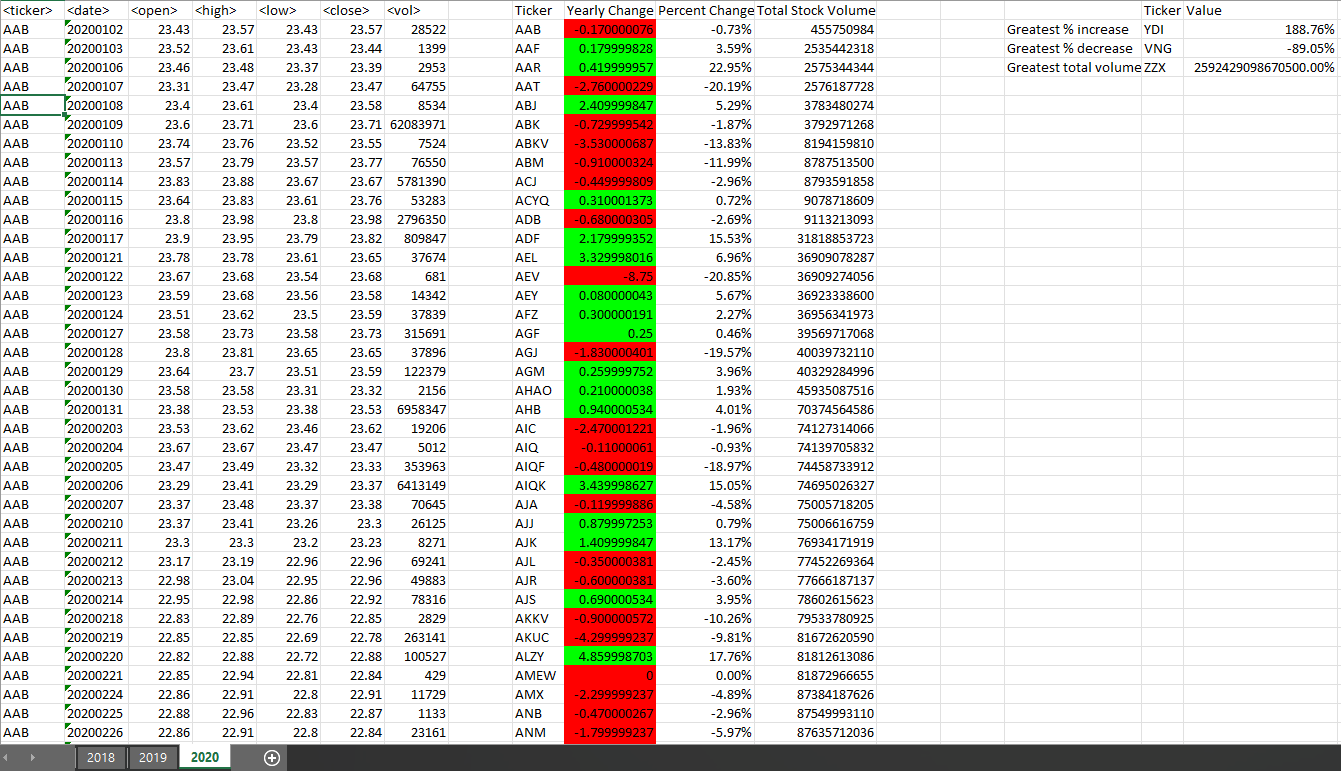 <ticker> <date> <open> <high> <low> <close> <vol> Ticker Yearly Change Percent Change Total Stock Volume Ticker Value
AAB 20200102 23.43 23.57 23.43 23.57 28522 AAB -0.170000076 -0.73% 455750984 Greatest % increase YDI 188.76%
AAB 20200103 23.52 23.61 23.43 23.44 1399 AAF 0.179999828 3.59% 2535442318 Greatest % decrease VNG -89.05%
AAB 20200106 23.46 23.48 23.37 23.39 2953 AAR 0.419999957 22.95% 2575344344 Greatest total volume ZZX 2592429098670500.00%
AAB 20200107 23.31 23.47 23.28 23.47 64755 AAT -2.760000229 -20.19% 2576187728
AAB 20200108 23.4 23.61 23.4 23.58 8534 ABJ 2.409999847 5.29% 3783480274
AAB 20200109 23.6 23.71 23.6 23.71 62083971 ABK -0.729999542 -1.87% 3792971268
AAB 20200110 23.74 23.76 23.52 23.55 7524 ABKV -3.530000687 -13.83% 8194159810
AAB 20200113 23.57 23.79 23.57 23.77 76550 ABM -0.910000324 -11.99% 8787513500
AAB 20200114 23.83 23.88 23.67 23.67 5781390 ACJ -0.449999809 -2.96% 8793591858
AAB 20200115 23.64 23.83 23.61 23.76 53283 ACYQ 0.310001373 0.72% 9078718609
AAB 20200116 23.8 23.98 23.8 23.98 2796350 ADB -0.680000305 -2.69% 9113213093
AAB 20200117 23.9 23.95 23.79 23.82 809847 ADF 2.179999352 15.53% 31818853723
AAB 20200121 23.78 23.78 23.61 23.65 37674 AEL 3.329998016 6.96% 36909078287
AAB 20200122 23.67 23.68 23.54 23.68 681 AEV -8.75 -20.85% 36909274056
AAB 20200123 23.59 23.68 23.56 23.58 14342 AEY 0.080000043 5.67% 36923338600
AAB 20200124 23.51 23.62 23.5 23.59 37839 AFZ 0.300000191 2.27% 36956341973
AAB 20200127 23.58 23.73 23.58 23.73 315691 AGF 0.25 0.46% 39569717068
AAB 20200128 23.8 23.81 23.65 23.65 37896 AGJ -1.830000401 -19.57% 40039732110
AAB 20200129 23.64 23.7 23.51 23.59 122379 AGM 0.259999752 3.96% 40329284996
AAB 20200130 23.58 23.58 23.31 23.32 2156 AHAO 0.210000038 1.93% 45935087516
AAB 20200131 23.38 23.53 23.38 23.53 6958347 AHB 0.940000534 4.01% 70374564586
AAB 20200203 23.53 23.62 23.46 23.62 19206 AIC -2.470001221 -1.96% 74127314066
AAB 20200204 23.67 23.67 23.47 23.47 5012 AIQ -0.11000061 -0.93% 74139705832
AAB 20200205 23.47 23.49 23.32 23.33 353963 AIQF -0.480000019 -18.97% 74458733912
AAB 20200206 23.29 23.41 23.29 23.37 6413149 AIQK 3.439998627 15.05% 74695026327
AAB 20200207 23.37 23.48 23.37 23.38 70645 AJA -0.119999886 -4.58% 75005718205
AAB 20200210 23.37 23.41 23.26 23.3 26125 AJJ 0.879997253 0.79% 75006616759
AAB 20200211 23.3 23.3 23.2 23.23 8271 AJK 1.409999847 13.17% 76934171919
AAB 20200212 23.17 23.19 22.96 22.96 69241 AJL -0.350000381 -2.45% 77452269364
AAB 20200213 22.98 23.04 22.95 22.96 49883 AJR -0.600000381 -3.60% 77666187137
AAB 20200214 22.95 22.98 22.86 22.92 78316 AJS 0.690000534 3.95% 78602615623
AAB 20200218 22.83 22.89 22.76 22.85 2829 AKKV -0.900000572 -10.26% 79533780925
AAB 20200219 22.85 22.85 22.69 22.78 263141 AKUC -4.299999237 -9.81% 81672620590
AAB 20200220 22.82 22.88 22.72 22.88 100527 ALZY 4.859998703 17.76% 81812613086
AAB 20200221 22.85 22.94 22.81 22.84 429 AMEW 0 0.00% 81872966655
AAB 20200224 22.86 22.91 22.8 22.91 11729 AMX -2.299999237 -4.89% 87384187626
AAB 20200225 22.88 22.96 22.83 22.87 1133 ANB -0.470000267 -2.96% 87549993110
AAB 20200226 22.86 22.91 22.8 22.84 23161 ANM -1.799999237 -5.97% 87635712036
2018 2019 2020